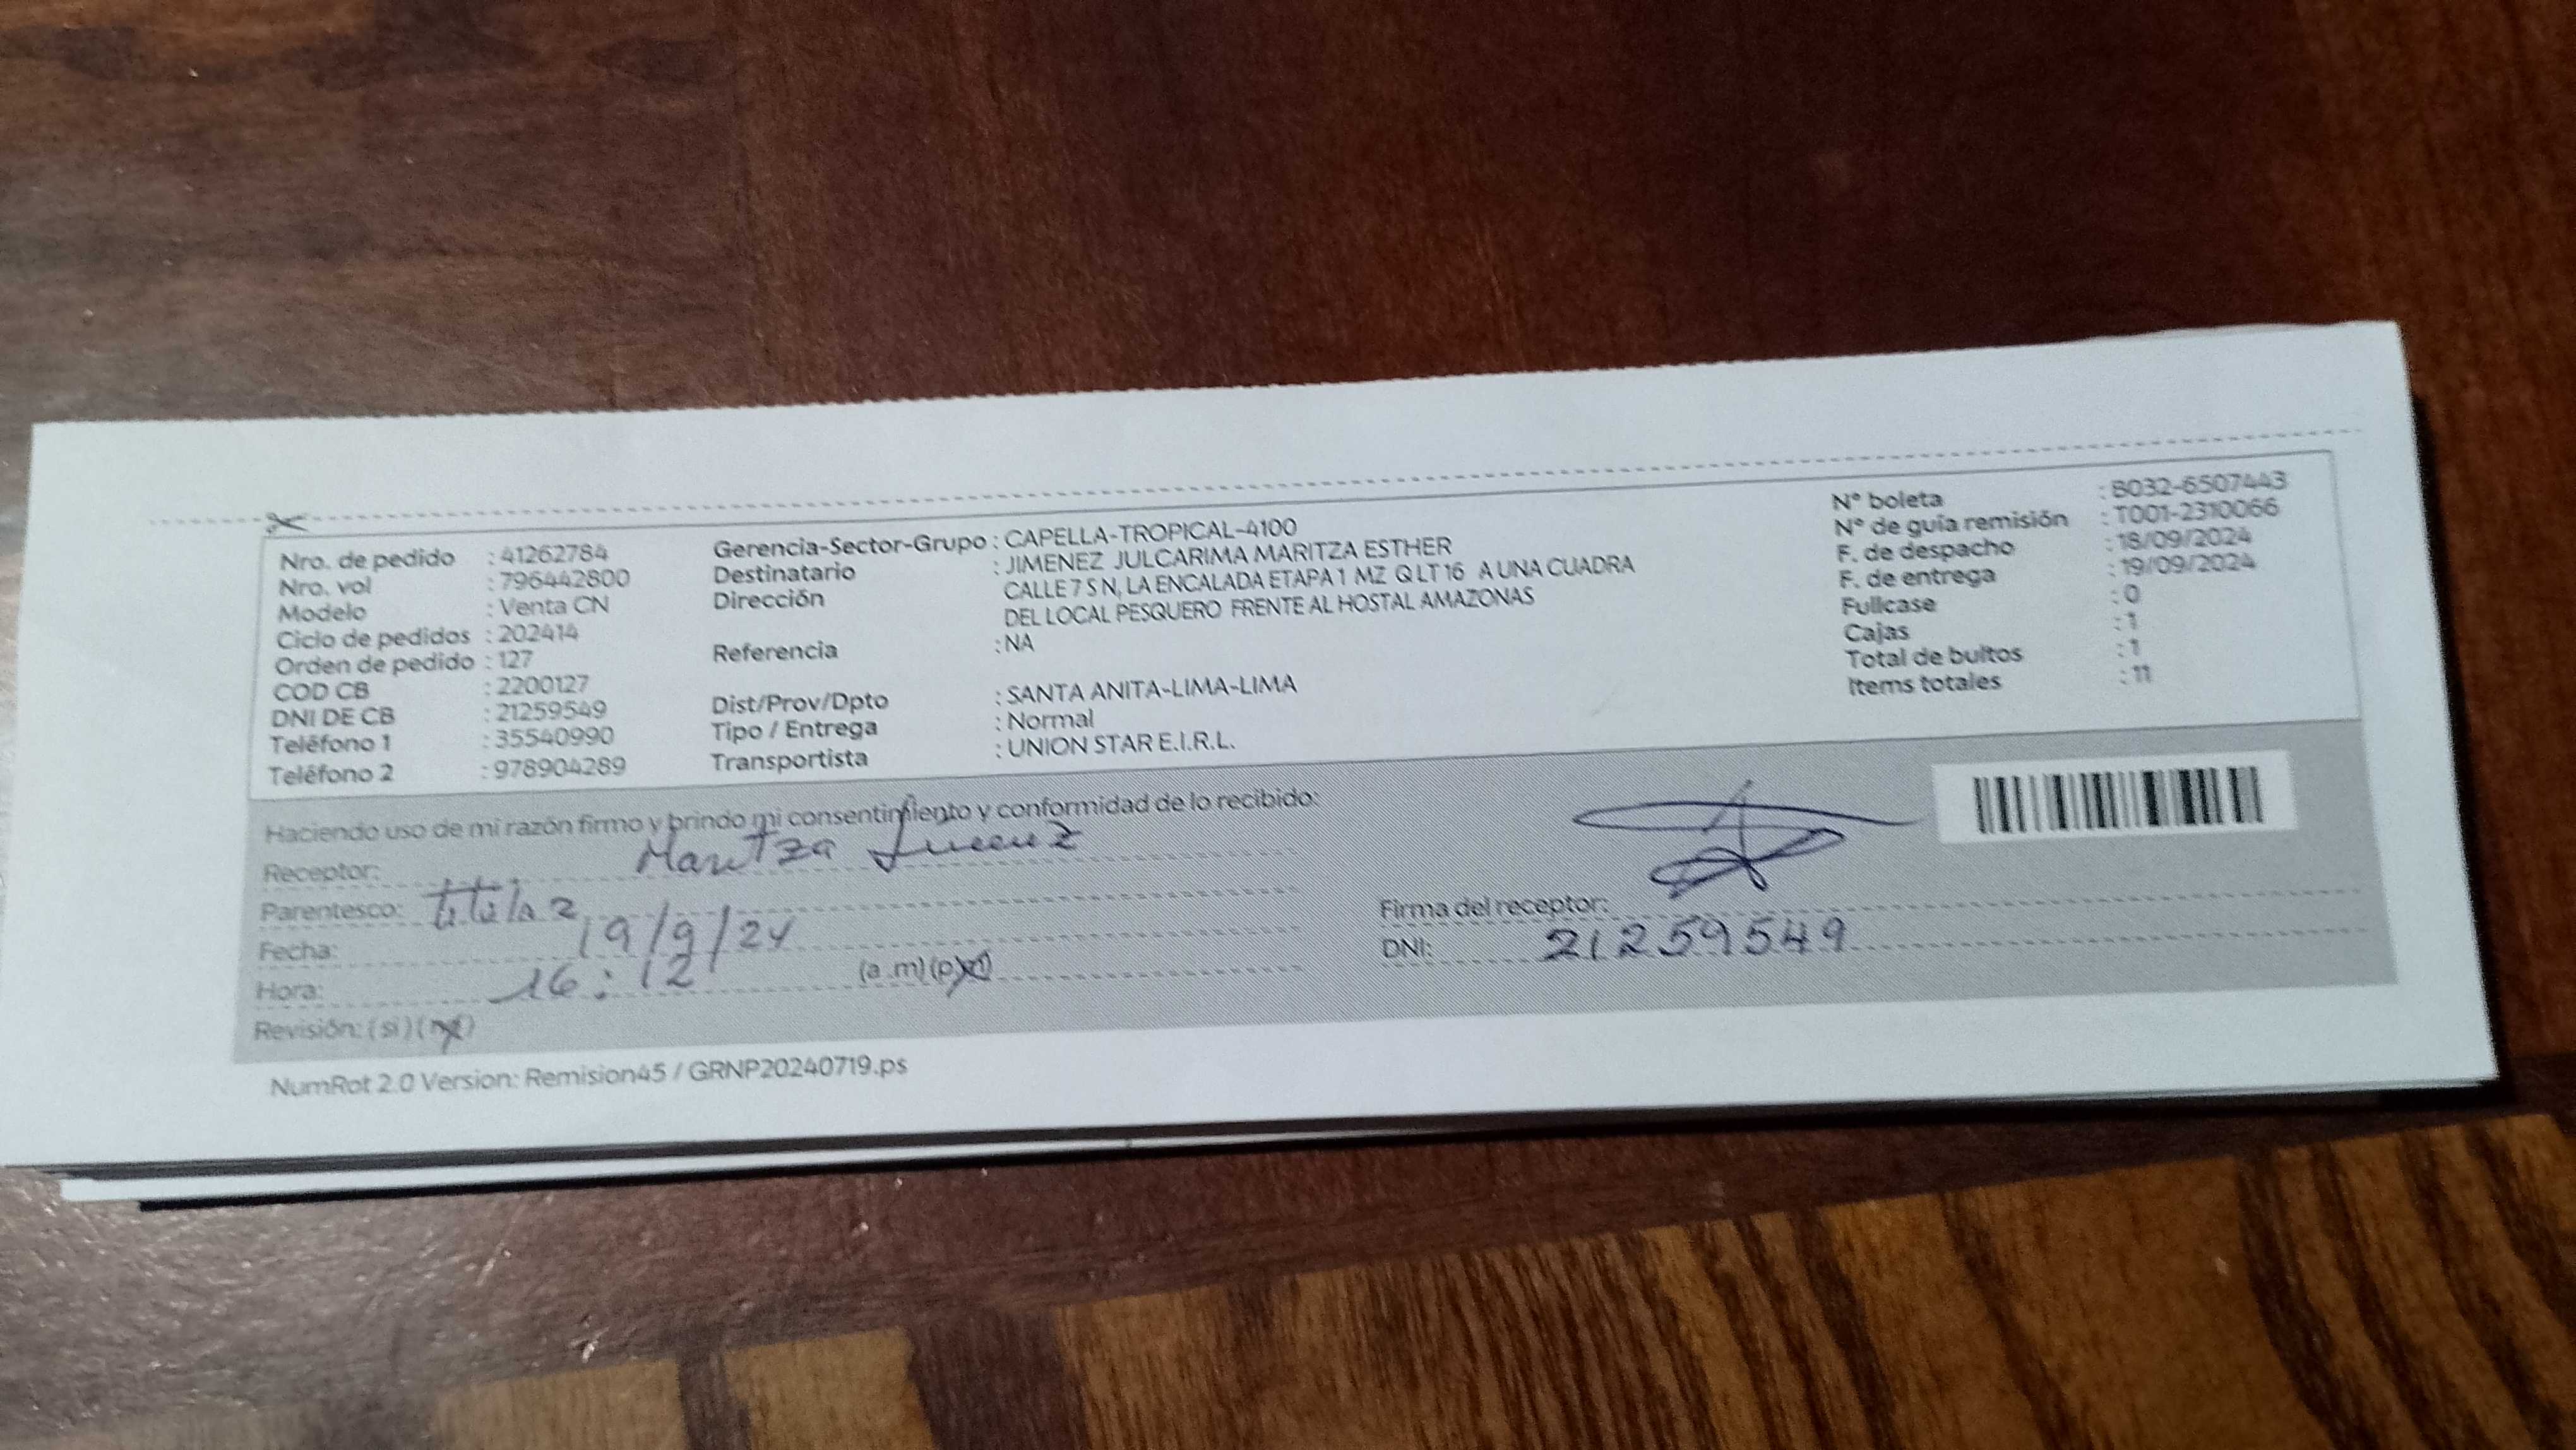 Nro. de pedido : 41262784
Nro. vol : 796442800
Modelo : Venta CN
Ciclo de pedidos : 202414
Orden de pedido : 127
COD CB : 2200127
DNI DE CB : 21259549
Teléfono 1 : 35540990
Teléfono 2 : 978904289
Gerencia-Sector-Grupo : CAPELLA-TROPICAL-4100
Destinatario : JIMENEZ JULCARIMA MARITZA ESTHER
Dirección : CALLE 7 S N, LA ENCALADA ETAPA 1 MZ Q LT 16 A UNA CUADRA
DEL LOCAL PESQUERO FRENTE AL HOSTAL AMAZONAS
Referencia : NA
Dist/Prov/Dpto : SANTA ANITA-LIMA-LIMA
Tipo / Entrega : Normal
Transportista : UNION STAR E.I.R.L.
N° boleta : B032-6507443
N° de guía remisión : T001-2310066
F. de despacho : 18/09/2024
F. de entrega : 19/09/2024
Fullcase : 0
Cajas : 1
Total de bultos : 1
Items totales : 11
Haciendo uso de mi razón firmo y brindo mi consentimiento y conformidad de lo recibido:
Receptor: Maritza
Parentesco: titular
Fecha: 19/9/24
Hora: 16:12 (a.m) (p.m)
Revisión: (si) (no)
Firma del receptor:
DNI: 21259549
NumRot 2.0 Version: Remision45 / GRNP20240719.ps